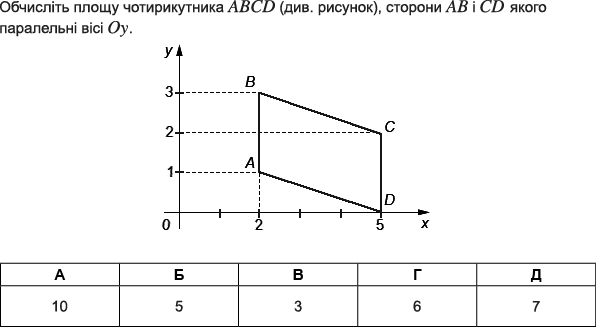 Обчисліть площу чотирикутника ABCD (див. рисунок), сторони AB і CD якого
паралельні вісі Oy.
y
B
3
C
2
A
1
D
0 2 5 x
А Б В Г Д
10 5 3 6 7